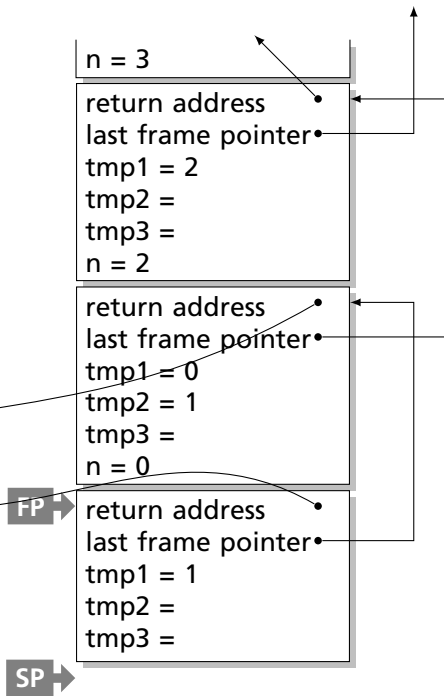 n = 3
return address
last frame pointer
tmp1 = 2
tmp2 =
tmp3 =
n = 2
return address
last frame pointer
tmp1 = 0
tmp2 = 1
tmp3 =
n = 0
FP
return address
last frame pointer
tmp1 = 1
tmp2 =
tmp3 =
SP